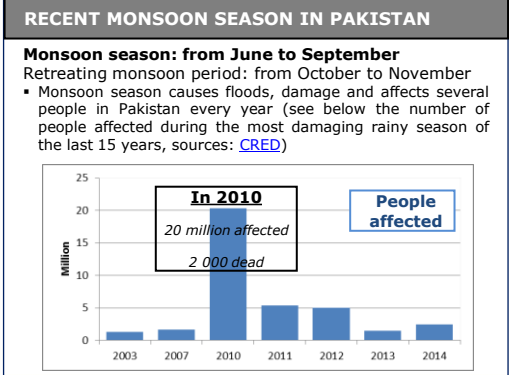 RECENT MONSOON SEASON IN PAKISTAN
Monsoon season: from June to September
Retreating monsoon period: from October to November
▪ Monsoon season causes floods, damage and affects several
people in Pakistan every year (see below the number of
people affected during the most damaging rainy season of
the last 15 years, sources: CRED)
25
20
15
10
5
0
Million
In 2010
20 million affected
2 000 dead
People
affected
2003 2007 2010 2011 2012 2013 2014